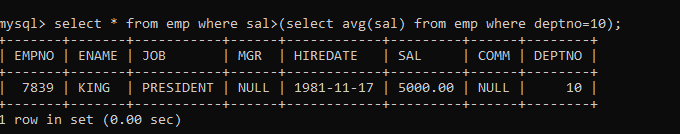 mysql> select * from emp where sal>(select avg(sal) from emp where deptno=10);
+-------+-------+-----------+------+------------+---------+------+--------+
| EMPNO | ENAME | JOB       | MGR  | HIREDATE   | SAL     | COMM | DEPTNO |
+-------+-------+-----------+------+------------+---------+------+--------+
|  7839 | KING  | PRESIDENT | NULL | 1981-11-17 | 5000.00 | NULL |     10 |
+-------+-------+-----------+------+------------+---------+------+--------+
1 row in set (0.00 sec)